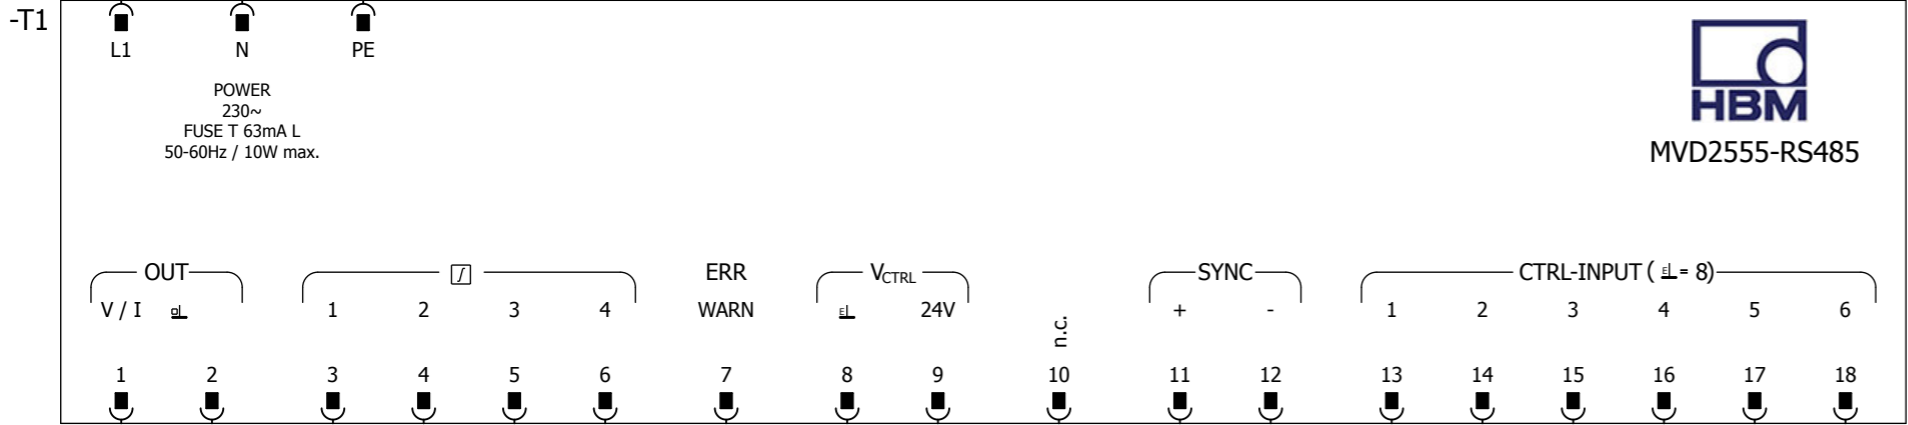 -T1
L1 N PE
POWER
230~
FUSE T 63mA L
50-60Hz / 10W max.
HBM
MVD2555-RS485
OUT ERR VCTRL SYNC CTRL-INPUT ( = 8)
V / I 1 2 3 4 WARN 24V + - 1 2 3 4 5 6
n.c.
1 2 3 4 5 6 7 8 9 10 11 12 13 14 15 16 17 18